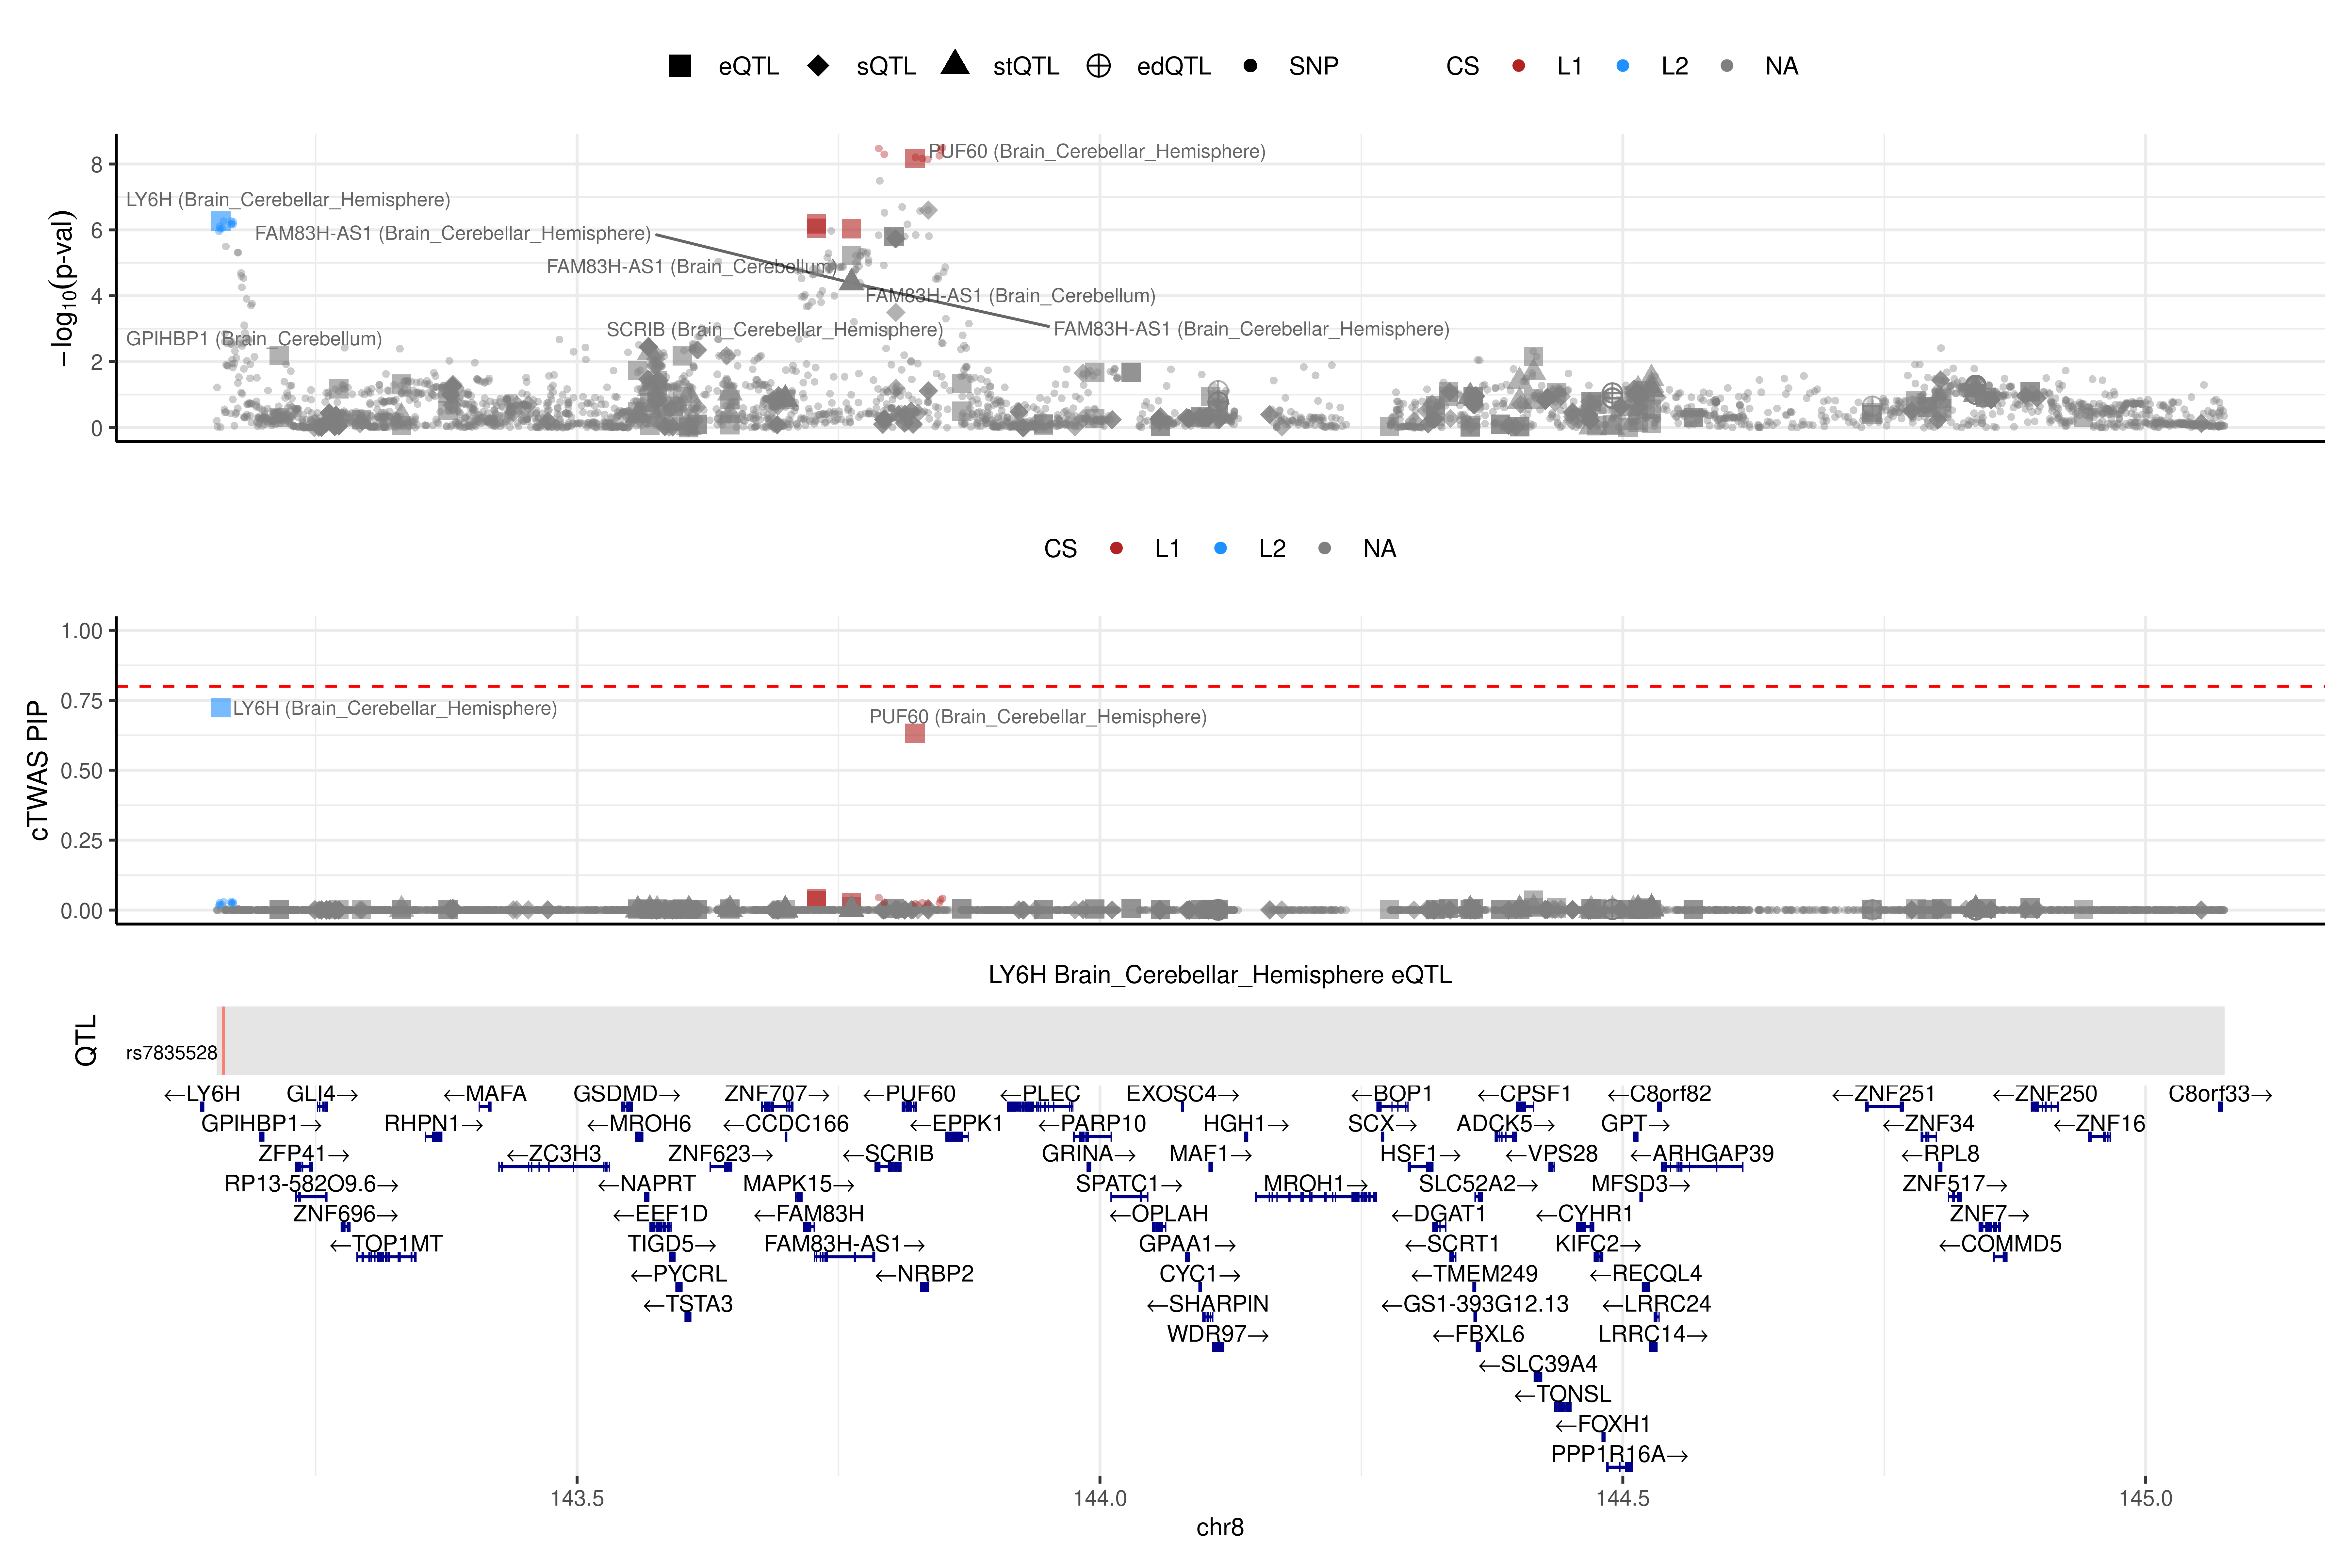 eQTL sQTL stQTL edQTL SNP CS L1 L2 NA
−log10(p-val)
8
6
4
2
0
PUF60 (Brain_Cerebellar_Hemisphere)
LY6H (Brain_Cerebellar_Hemisphere)
FAM83H-AS1 (Brain_Cerebellar_Hemisphere)
FAM83H-AS1 (Brain_Cerebellum)
FAM83H-AS1 (Brain_Cerebellum)
SCRIB (Brain_Cerebellar_Hemisphere)
FAM83H-AS1 (Brain_Cerebellar_Hemisphere)
GPIHBP1 (Brain_Cerebellum)
CS L1 L2 NA
cTWAS PIP
1.00
0.75
0.50
0.25
0.00
LY6H (Brain_Cerebellar_Hemisphere)
PUF60 (Brain_Cerebellar_Hemisphere)
LY6H Brain_Cerebellar_Hemisphere eQTL
QTL
rs7835528
←LY6H GLI4→ ←MAFA GSDMD→ ZNF707→ ←PUF60 ←PLEC EXOSC4→ ←BOP1 ←CPSF1 ←C8orf82 ←ZNF251 ←ZNF250 C8orf33→
GPIHBP1→ RHPN1→ ←MROH6 ←CCDC166 ←EPPK1 ←PARP10 HGH1→ SCX→ ADCK5→ GPT→ ←ZNF34 ←ZNF16
ZFP41→ ←ZC3H3 ZNF623→ ←SCRIB GRINA→ MAF1→ HSF1→ ←VPS28 ←ARHGAP39 ←RPL8
RP13-582O9.6→ ←NAPRT MAPK15→ SPATC1→ MROH1→ SLC52A2→ MFSD3→ ZNF517→
ZNF696→ ←EEF1D ←FAM83H ←OPLAH ←DGAT1 ←CYHR1 ZNF7→
←TOP1MT TIGD5→ FAM83H-AS1→ GPAA1→ ←SCRT1 KIFC2→ ←COMMD5
←PYCRL ←NRBP2 CYC1→ ←TMEM249 ←RECQL4
←TSTA3 ←SHARPIN ←GS1-393G12.13 ←LRRC24
WDR97→ ←FBXL6 LRRC14→
←SLC39A4
←TONSL
←FOXH1
PPP1R16A→
143.5 144.0 144.5 145.0
chr8